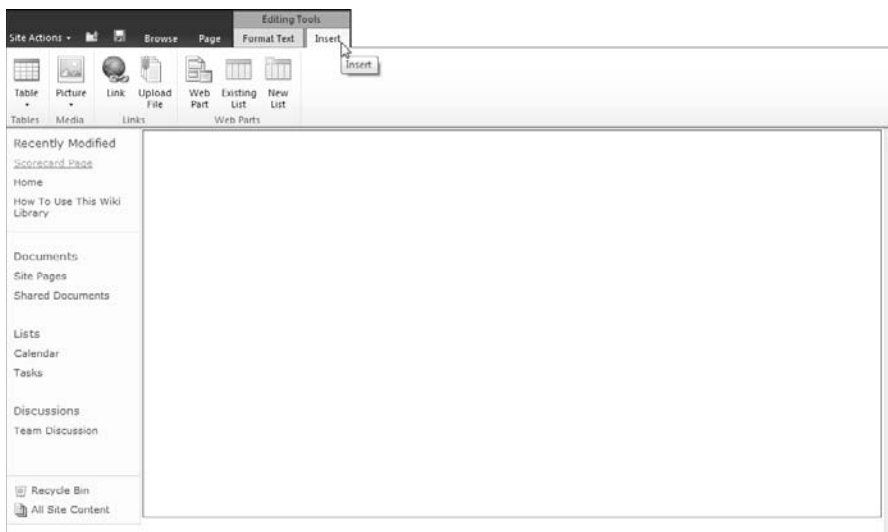 Editing Tools
Site Actions Browse Page Format Text Insert
Insert
Table Picture Link Upload File Web Part Existing List New List
Tables Media Links Web Parts
Recently Modified
Scorecard Page
Home
How To Use This Wiki
Library
Documents
Site Pages
Shared Documents
Lists
Calendar
Tasks
Discussions
Team Discussion
Recycle Bin
All Site Content